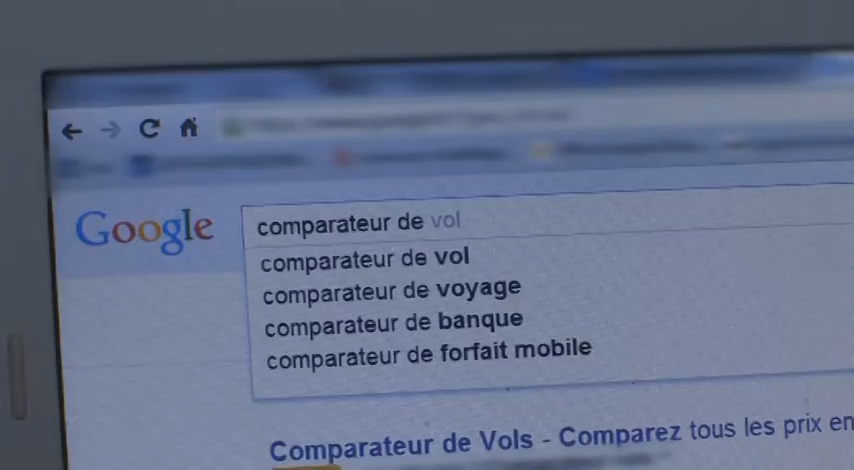 Google
comparateur de vol
comparateur de vol
comparateur de voyage
comparateur de banque
comparateur de forfait mobile
Comparateur de Vols - Comparez tous les prix en